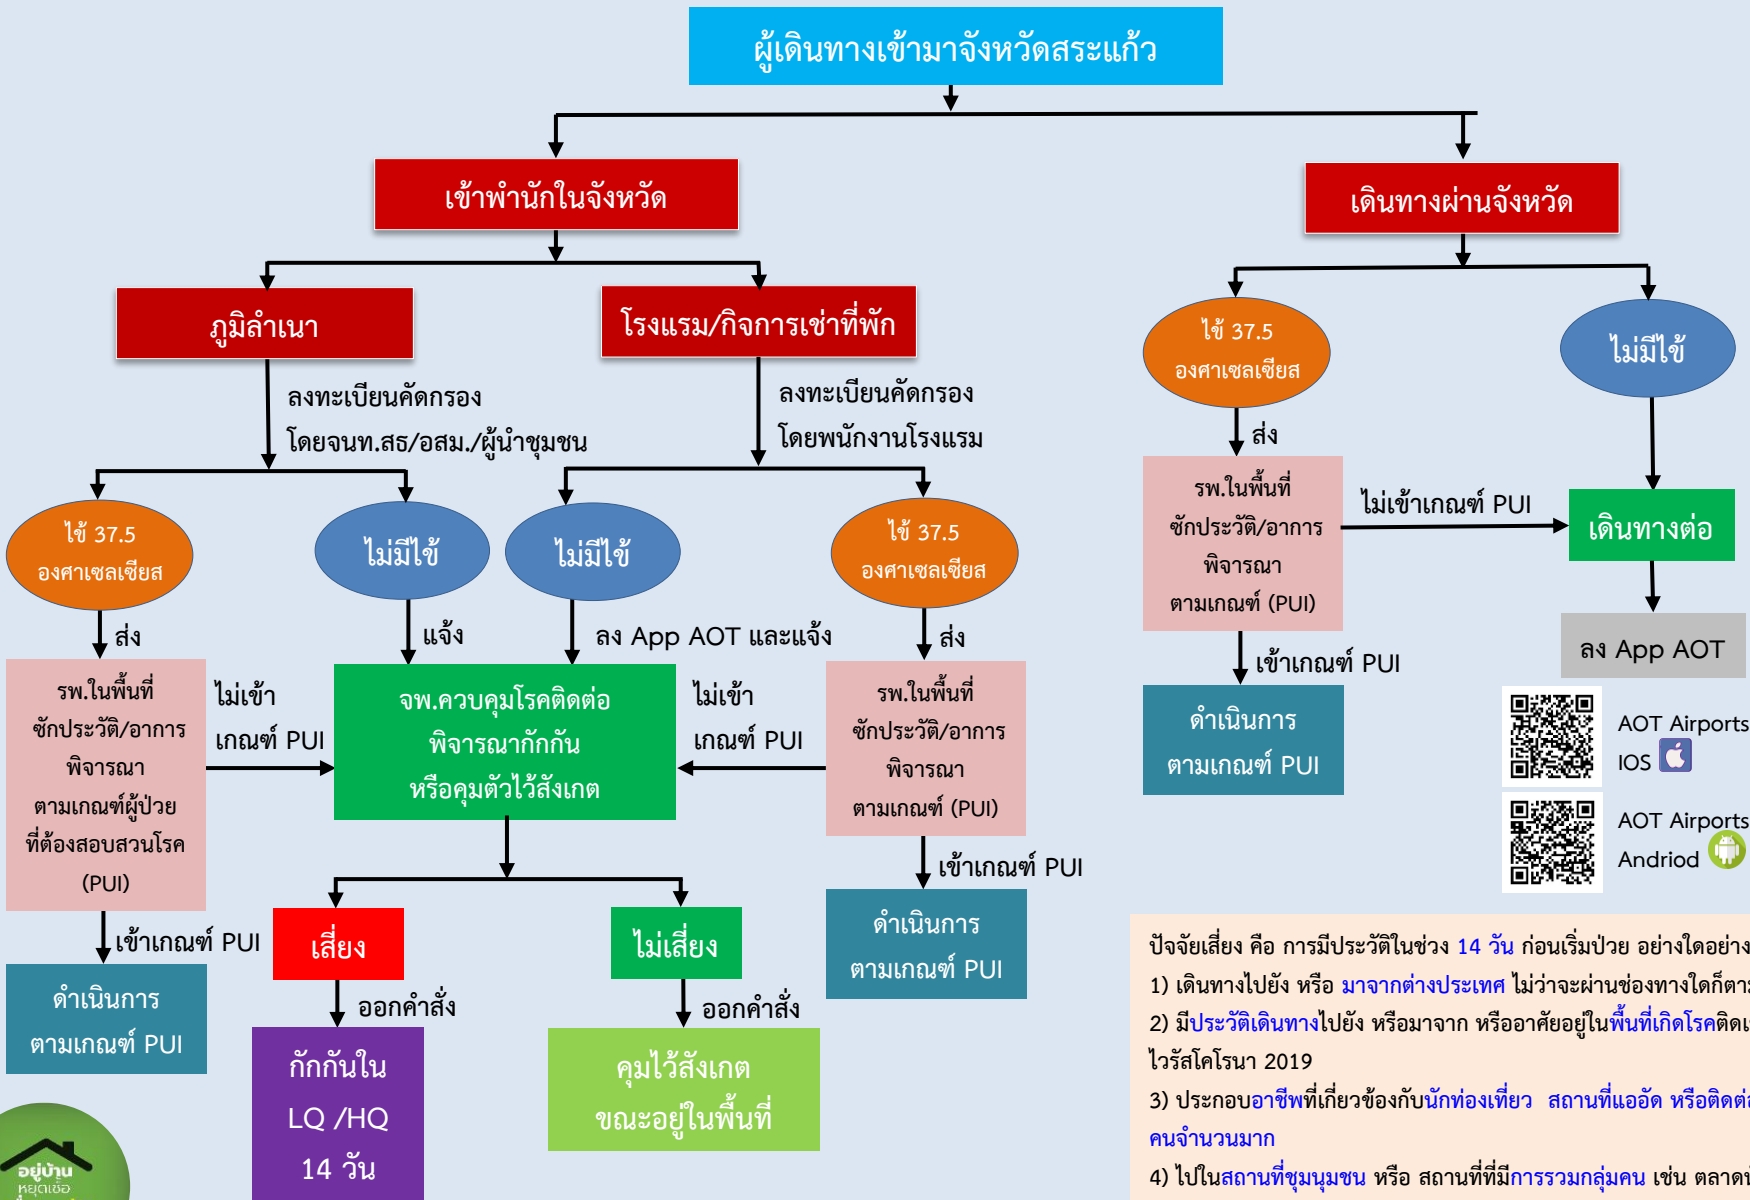 ผู้เดินทางเข้ามาจังหวัดสระแก้ว
เข้าพำนักในจังหวัด
เดินทางผ่านจังหวัด
ภูมิลำเนา
โรงแรม/กิจการเช่าที่พัก
ไข้ 37.5
องศาเซลเซียส
ไม่มีไข้
ลงทะเบียนคัดกรอง
โดยจนท.สธ/อสม./ผู้นำชุมชน
ลงทะเบียนคัดกรอง
โดยพนักงานโรงแรม
ส่ง
รพ.ในพื้นที่
ซักประวัติ/อาการ
พิจารณา
ตามเกณฑ์ (PUI)
ไม่เข้าเกณฑ์ PUI
เดินทางต่อ
ไข้ 37.5
องศาเซลเซียส
ไม่มีไข้
ไม่มีไข้
ไข้ 37.5
องศาเซลเซียส
ส่ง
แจ้ง
ลง App AOT และแจ้ง
ส่ง
เข้าเกณฑ์ PUI
ลง App AOT
รพ.ในพื้นที่
ซักประวัติ/อาการ
พิจารณา
ตามเกณฑ์ผู้ป่วย
ที่ต้องสอบสวนโรค
(PUI)
ไม่เข้า
เกณฑ์ PUI
จพ.ควบคุมโรคติดต่อ
พิจารณากักกัน
หรือคุมตัวไว้สังเกต
ไม่เข้า
เกณฑ์ PUI
รพ.ในพื้นที่
ซักประวัติ/อาการ
พิจารณา
ตามเกณฑ์ (PUI)
ดำเนินการ
ตามเกณฑ์ PUI
AOT Airports
IOS
AOT Airports
Andriod
เข้าเกณฑ์ PUI
เข้าเกณฑ์ PUI
เสี่ยง
ไม่เสี่ยง
ดำเนินการ
ตามเกณฑ์ PUI
ดำเนินการ
ตามเกณฑ์ PUI
ออกคำสั่ง
ออกคำสั่ง
กักกันใน
LQ /HQ
14 วัน
คุมไว้สังเกต
ขณะอยู่ในพื้นที่
ปัจจัยเสี่ยง คือ การมีประวัติในช่วง 14 วัน ก่อนเริ่มป่วย อย่างใดอย่าง
1) เดินทางไปยัง หรือ มาจากต่างประเทศ ไม่ว่าจะผ่านช่องทางใดก็ตาม
2) มีประวัติเดินทางไปยัง หรือมาจาก หรืออาศัยอยู่ในพื้นที่เกิดโรคติด
ไวรัสโคโรนา 2019
3) ประกอบอาชีพที่เกี่ยวข้องกับนักท่องเที่ยว สถานที่แออัด หรือติดต่อ
คนจำนวนมาก
4) ไปในสถานที่ชุมนุมชน หรือ สถานที่ที่มีการรวมกลุ่มคน เช่น ตลาด
อยู่บ้าน
หยุดเชื้อ